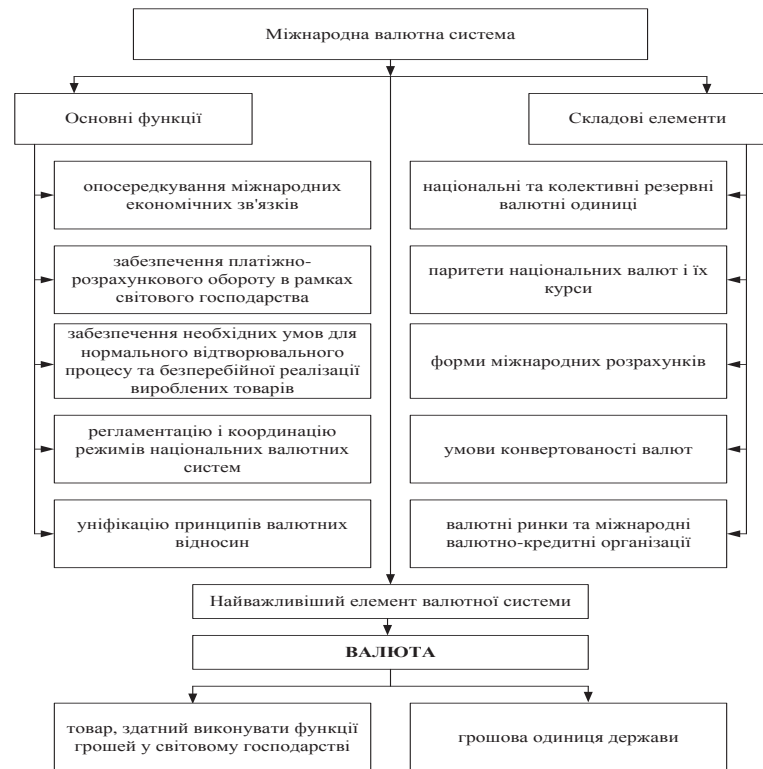 Міжнародна валютна система
Основні функції
Складові елементи
опосередкування міжнародних
економічних зв'язків
забезпечення платіжно-
розрахункового обороту в рамках
світового господарства
забезпечення необхідних умов для
нормального відтворювального
процесу та безперебійної реалізації
вироблених товарів
регламентацію і координацію
режимів національних валютних
систем
уніфікацію принципів валютних
відносин
національні та колективні резервні
валютні одиниці
паритети національних валют і їх
курси
форми міжнародних розрахунків
умови конвертованості валют
валютні ринки та міжнародні
валютно-кредитні організації
Найважливіший елемент валютної системи
ВАЛЮТА
товар, здатний виконувати функції
грошей у світовому господарстві
грошова одиниця держави